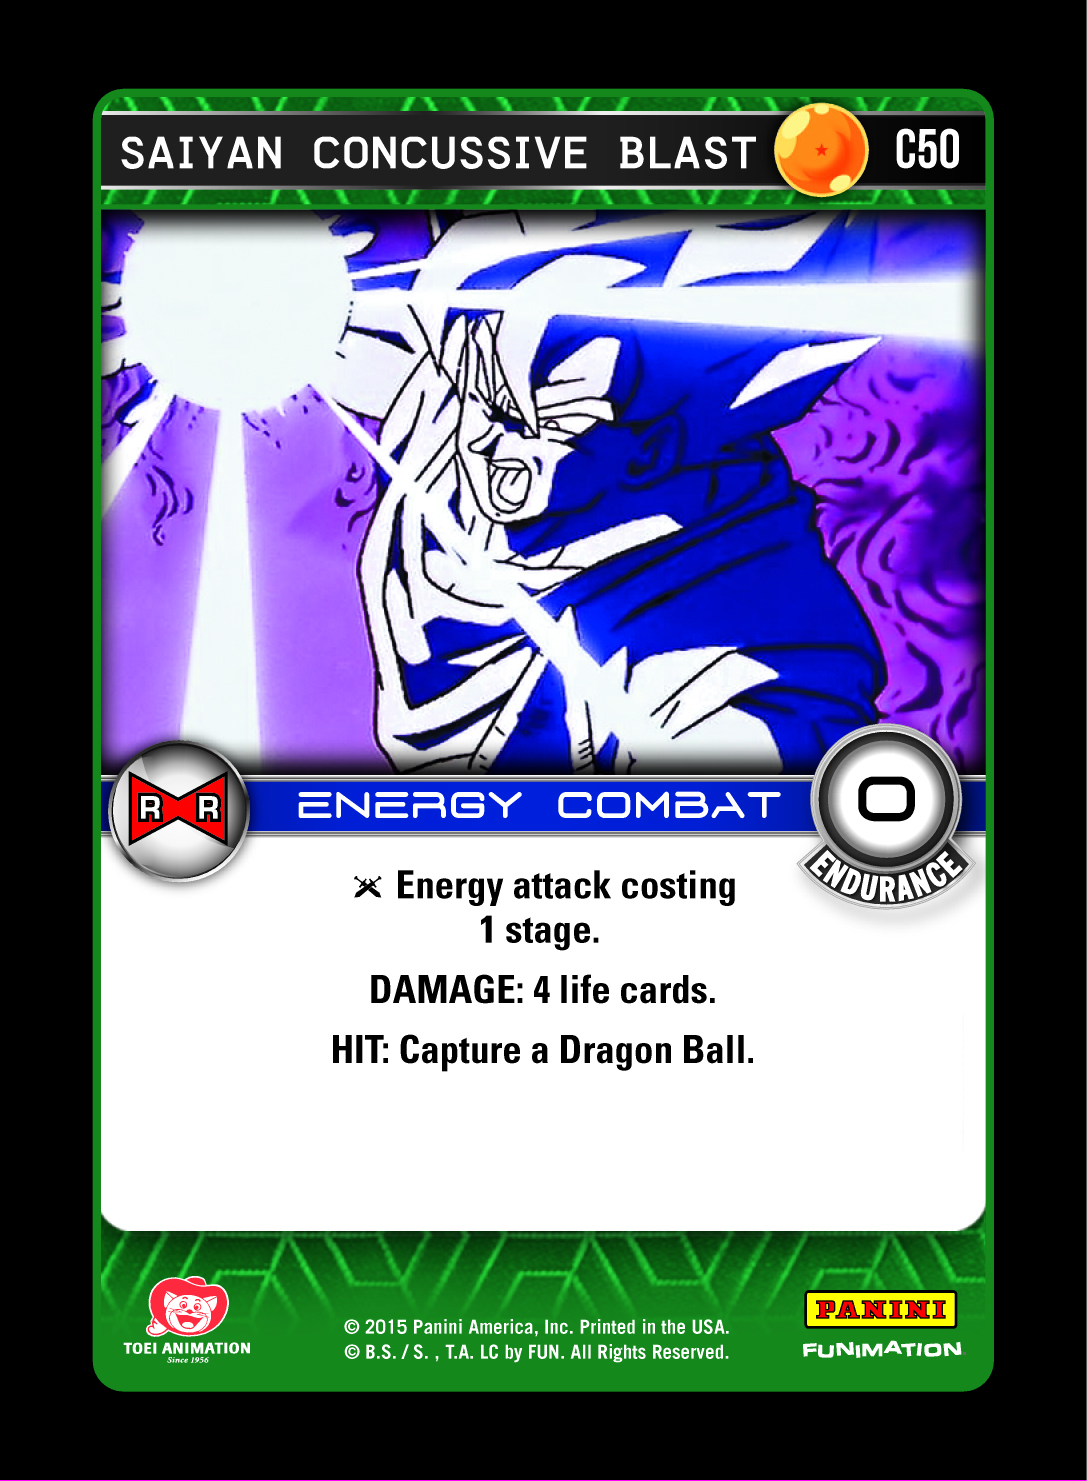 SAIYAN CONCUSSIVE BLAST C50
R R
ENERGY COMBAT
0
ENDURANCE
Energy attack costing
1 stage.
DAMAGE: 4 life cards.
HIT: Capture a Dragon Ball.
TOEI ANIMATION
Since 1956
© 2015 Panini America, Inc. Printed in the USA.
© B.S. / S. , T.A. LC by FUN. All Rights Reserved.
PANINI
FUNIMATION